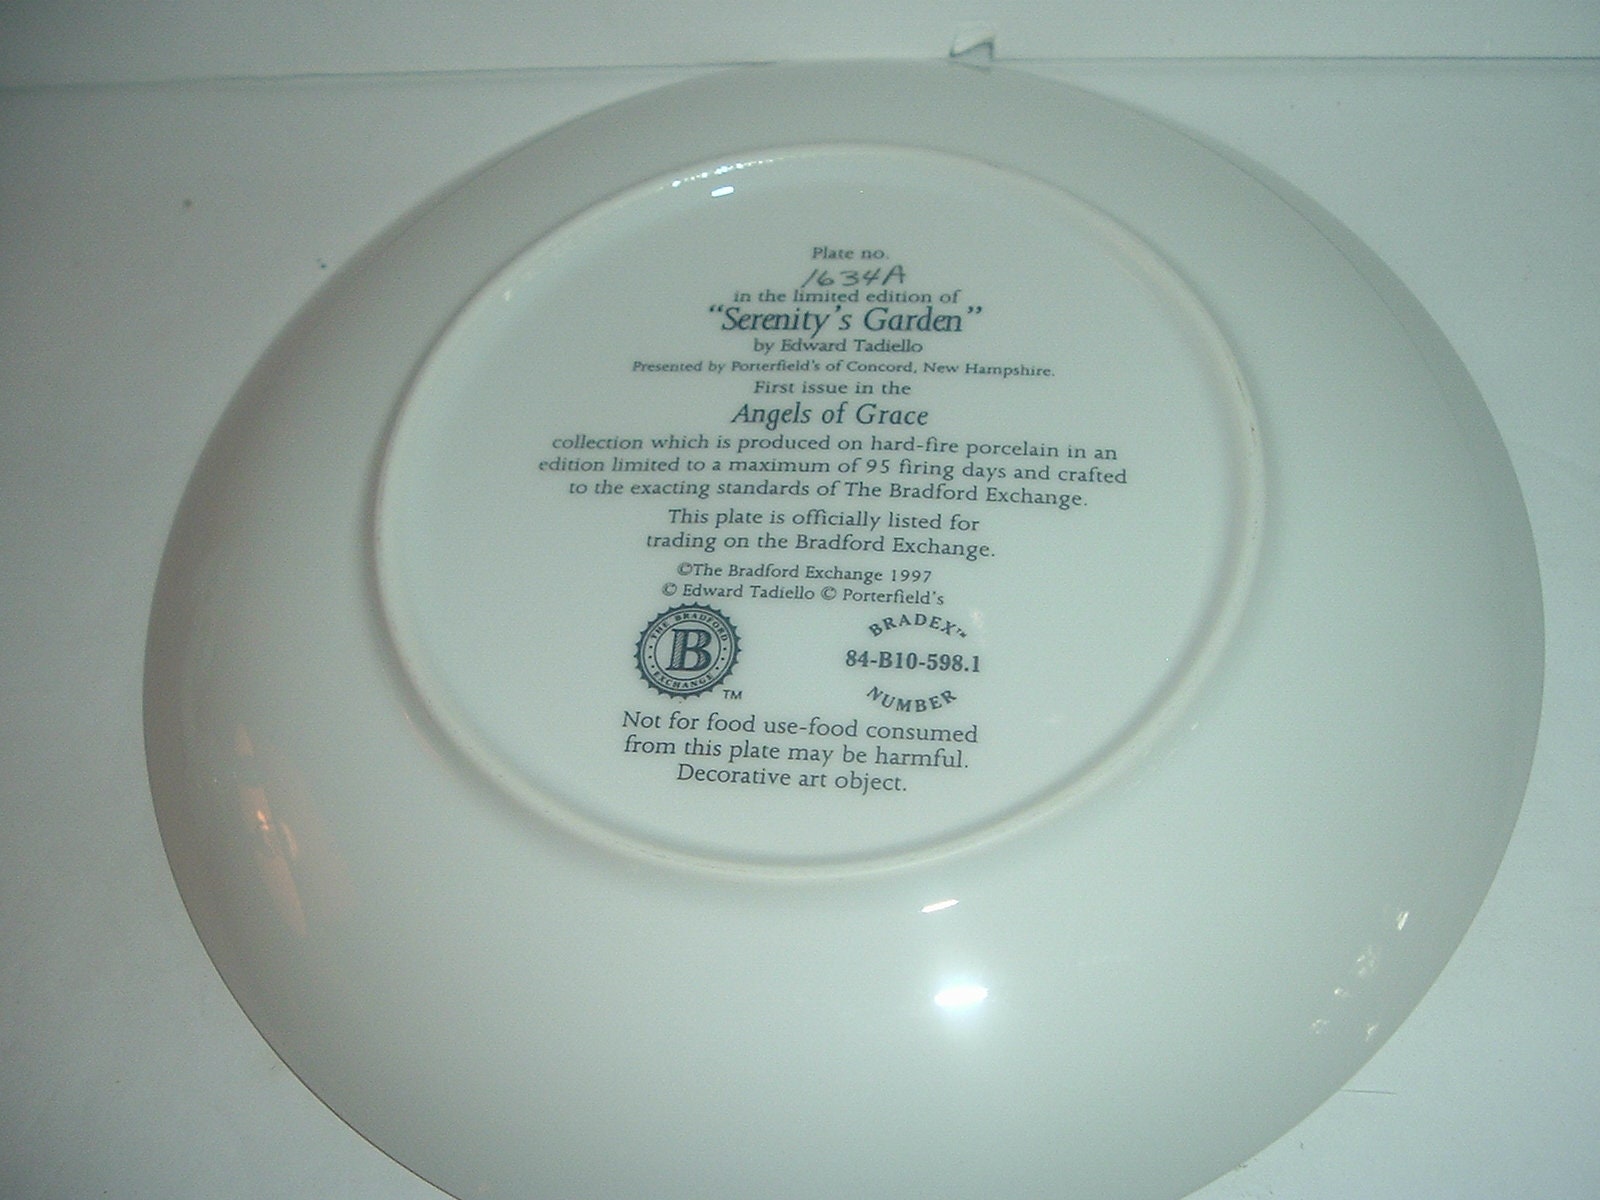 Plate no.
1634A
in the limited edition of
“Serenity's Garden”
by Edward Tadiello
Presented by Porterfield's of Concord, New Hampshire.
First issue in the
Angels of Grace
collection which is produced on hard-fire porcelain in an
edition limited to a maximum of 95 firing days and crafted
to the exacting standards of The Bradford Exchange.
This plate is officially listed for
trading on the Bradford Exchange.
©The Bradford Exchange 1997
© Edward Tadiello © Porterfield's
THE BRADFORD
B
EXCHANGE
TM
BRADEX™
84-B10-598.1
NUMBER
Not for food use-food consumed
from this plate may be harmful.
Decorative art object.